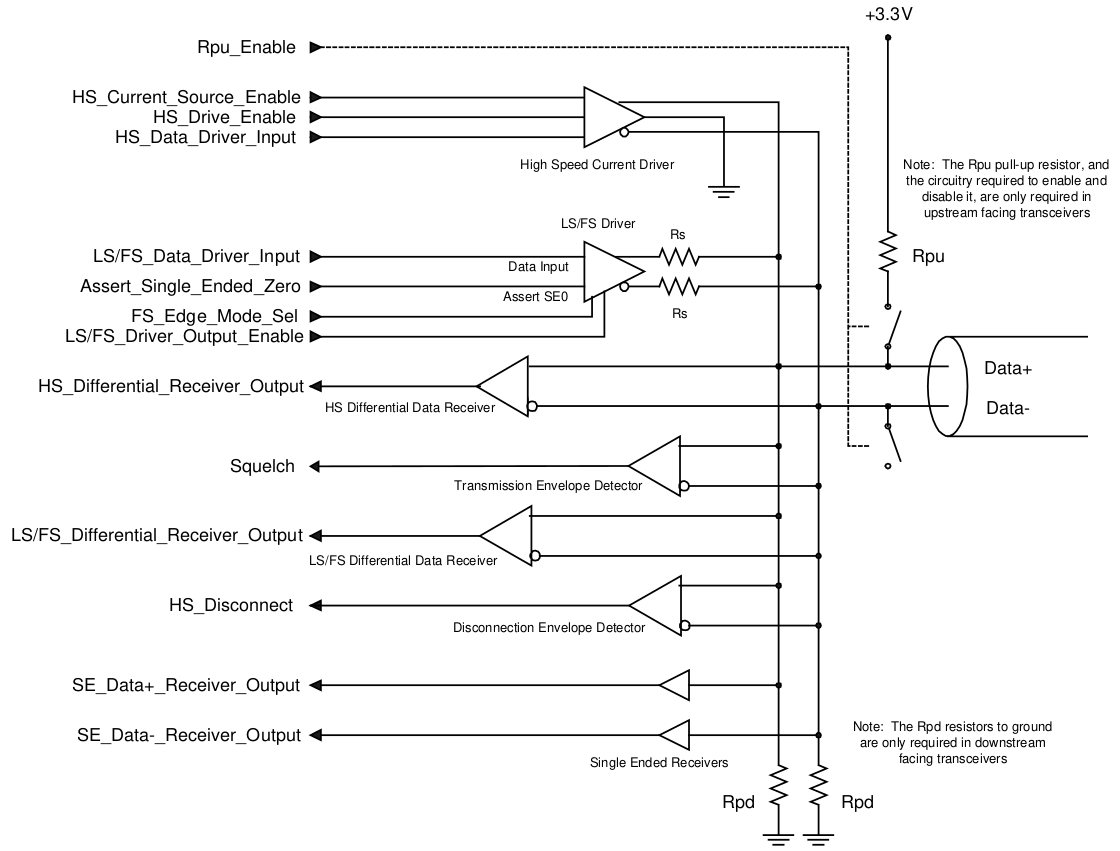 +3.3V
Rpu_Enable
HS_Current_Source_Enable
HS_Drive_Enable
HS_Data_Driver_Input
High Speed Current Driver
Note: The Rpu pull-up resistor, and
the circuitry required to enable and
disable it, are only required in
upstream facing transceivers
LS/FS Driver
Rs
LS/FS_Data_Driver_Input
Data Input
Rpu
Assert_Single_Ended_Zero
Assert SE0
Rs
FS_Edge_Mode_Sel
LS/FS_Driver_Output_Enable
Data+
HS_Differential_Receiver_Output
HS Differential Data Receiver
Data-
Squelch
Transmission Envelope Detector
LS/FS_Differential_Receiver_Output
LS/FS Differential Data Receiver
HS_Disconnect
Disconnection Envelope Detector
SE_Data+_Receiver_Output
SE_Data-_Receiver_Output
Single Ended Receivers
Note: The Rpd resistors to ground
are only required in downstream
facing transceivers
Rpd
Rpd